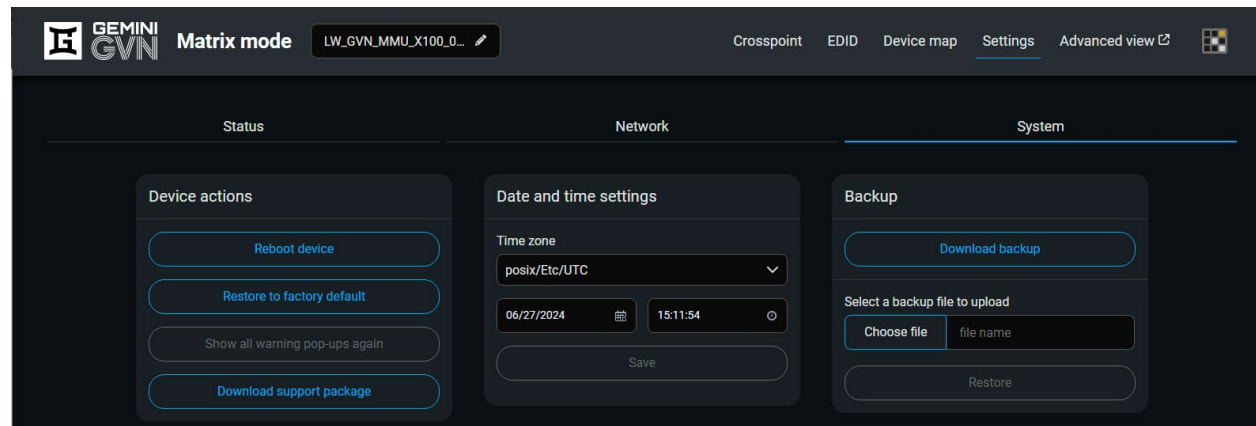 GEMINI
GVN
Matrix mode
LW_GVN_MMU_X100_0...
Crosspoint
EDID
Device map
Settings
Advanced view
Status
Network
System
Device actions
Reboot device
Restore to factory default
Show all warning pop-ups again
Download support package
Date and time settings
Time zone
posix/Etc/UTC
06/27/2024
15:11:54
Save
Backup
Download backup
Select a backup file to upload
Choose file
file name
Restore